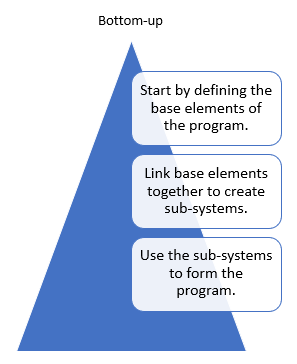 Bottom-up
Start by defining the
base elements of
the program.
Link base elements
together to create
sub-systems.
Use the sub-systems
to form the
program.